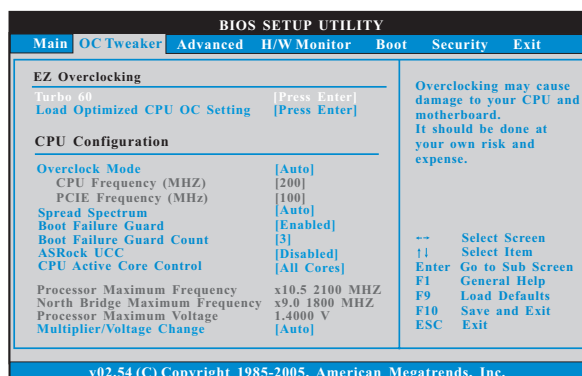 BIOS SETUP UTILITY
Main OC Tweaker Advanced H/W Monitor Boot Security Exit
EZ Overclocking
Turbo 60 [Press Enter]
Load Optimized CPU OC Setting [Press Enter]
CPU Configuration
Overclock Mode [Auto]
CPU Frequency (MHZ) [200]
PCIE Frequency (MHz) [100]
Spread Spectrum [Auto]
Boot Failure Guard [Enabled]
Boot Failure Guard Count [3]
ASRock UCC [Disabled]
CPU Active Core Control [All Cores]
Processor Maximum Frequency x10.5 2100 MHZ
North Bridge Maximum Frequency x9.0 1800 MHZ
Processor Maximum Voltage 1.4000 V
Multiplier/Voltage Change [Auto]
Overclocking may cause
damage to your CPU and
motherboard.
It should be done at
your own risk and
expense.
←→ Select Screen
↑↓ Select Item
Enter Go to Sub Screen
F1 General Help
F9 Load Defaults
F10 Save and Exit
ESC Exit
v02.54 (C) Copyright 1985-2005, American Megatrends, Inc.